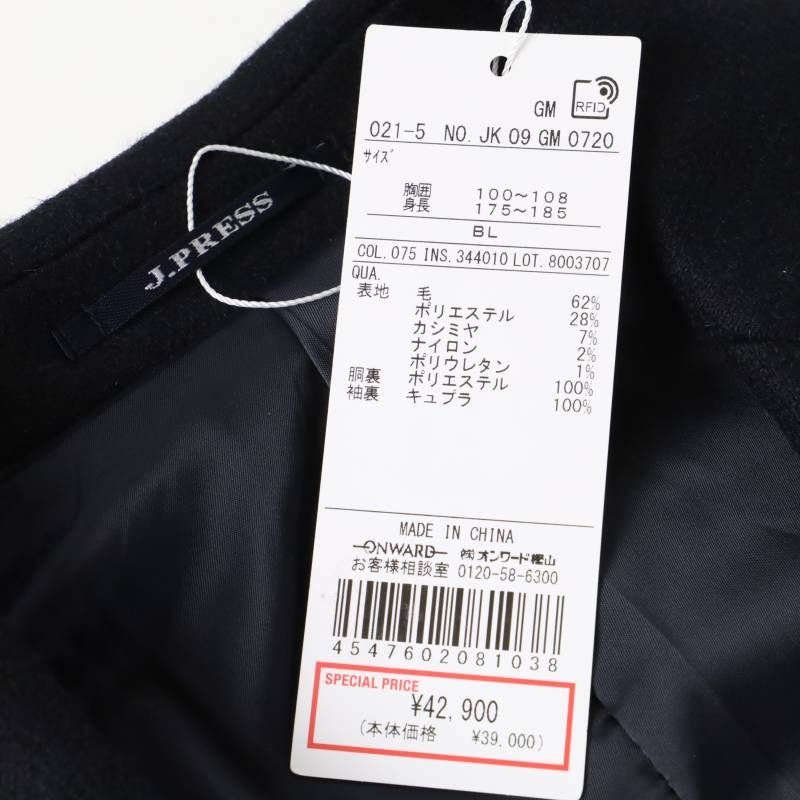 J.PRESS
GM RFID
021-5 NO. JK 09 GM 0720
サイズ
胸囲 100～108
身長 175～185
BL
COL. 075 INS. 344010 LOT. 8003707
QUA.
表地 毛 62%
ポリエステル 28%
カシミヤ 7%
ナイロン 2%
ポリウレタン 1%
胴裏 ポリエステル 100%
袖裏 キュプラ 100%
MADE IN CHINA
ONWARD ㈱オンワード樫山
お客様相談室 0120-58-6300
4547602081038
SPECIAL PRICE
¥42,900
(本体価格 ¥39,000)